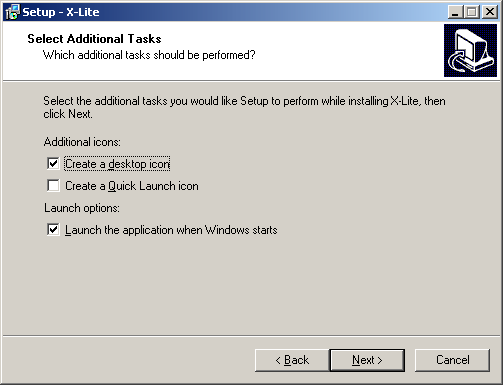 Setup - X-Lite
Select Additional Tasks
Which additional tasks should be performed?
Select the additional tasks you would like Setup to perform while installing X-Lite, then
click Next.
Additional icons:
Create a desktop icon
Create a Quick Launch icon
Launch options:
Launch the application when Windows starts
< Back
Next >
Cancel